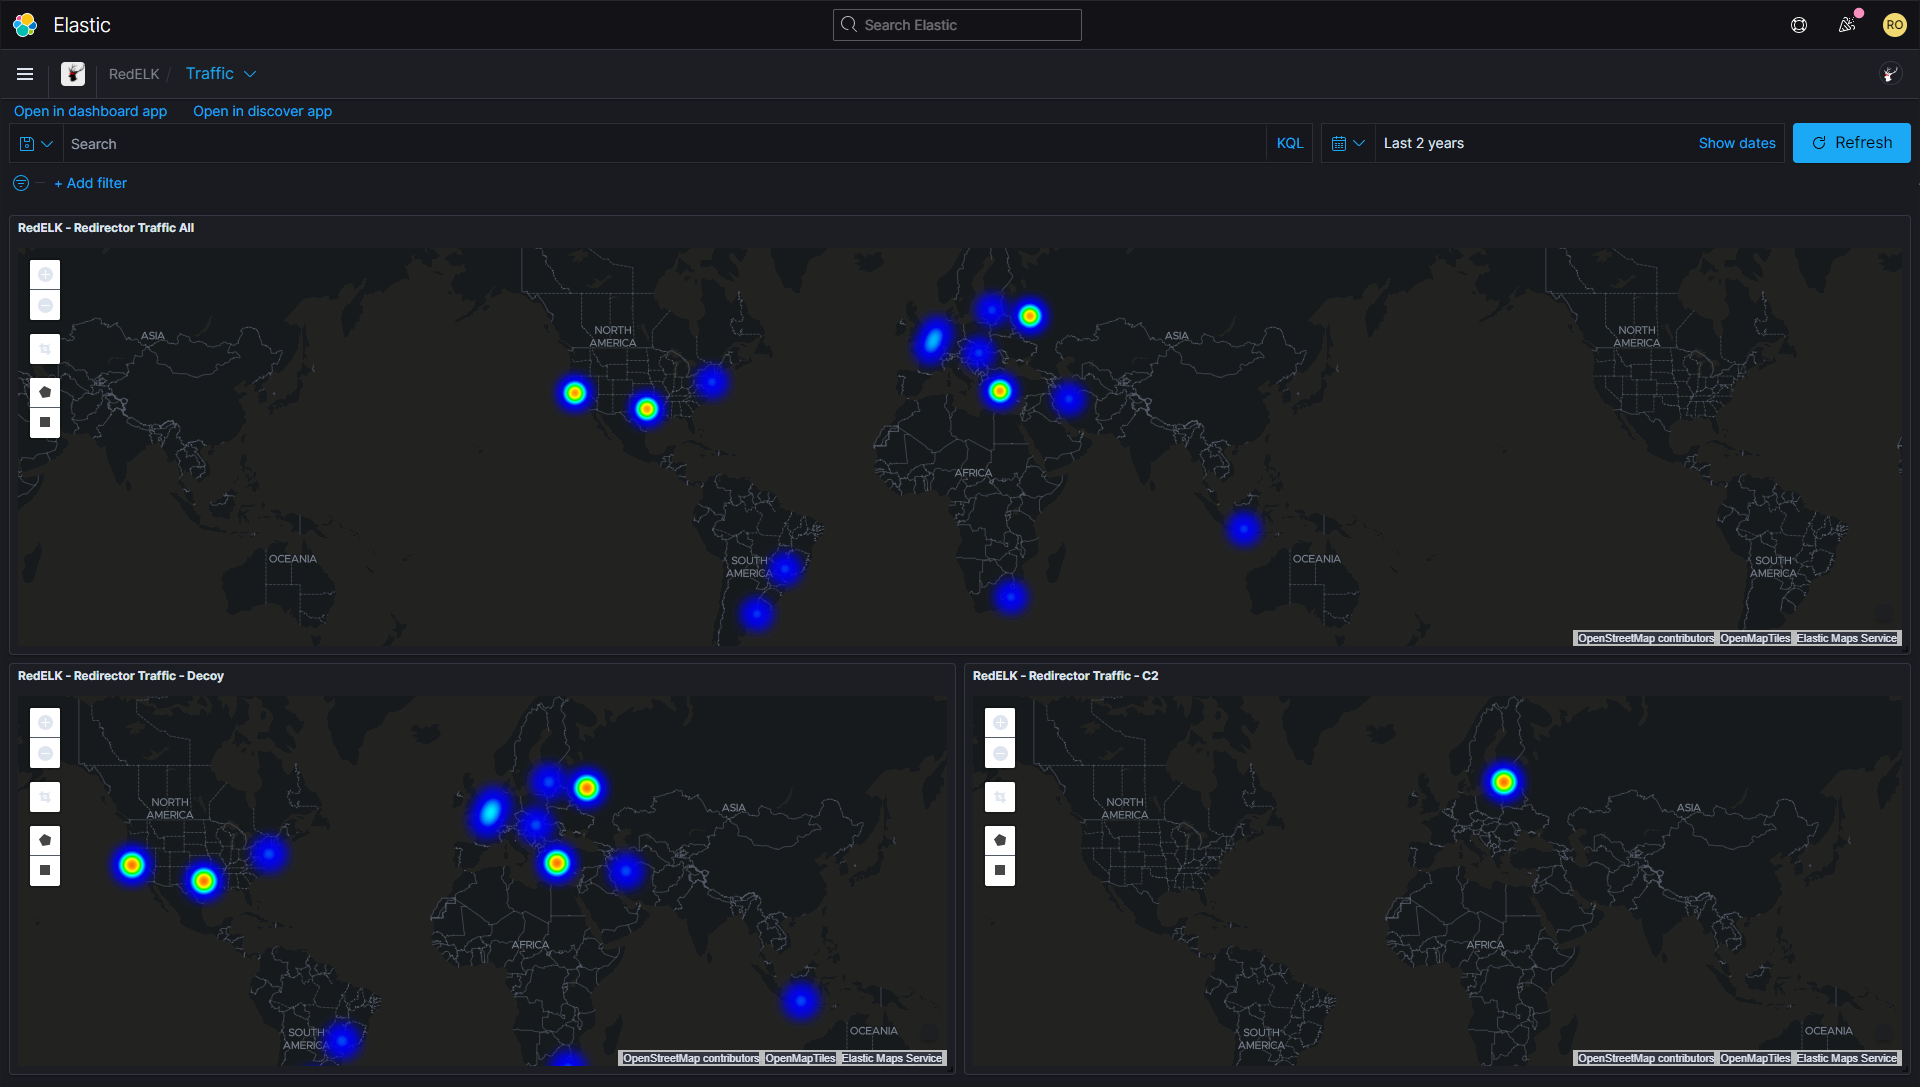 Elastic
Search Elastic
RO
RedELK / Traffic
Open in dashboard app Open in discover app
Search KQL Last 2 years Show dates Refresh
+ Add filter
RedELK - Redirector Traffic All
ASIA
NORTH
AMERICA
ASIA
NORTH
AMERICA
AFRICA
OCEANIA
SOUTH
AMERICA
OCEANIA
SOUTH
AMERICA
OpenStreetMap contributors OpenMapTiles Elastic Maps Service
RedELK - Redirector Traffic - Decoy
NORTH
AMERICA
ASIA
AFRICA
OCEANIA
SOUTH
AMERICA
OpenStreetMap contributors OpenMapTiles Elastic Maps Service
RedELK - Redirector Traffic - C2
NORTH
AMERICA
ASIA
AFRICA
OCEANIA
SOUTH
AMERICA
OpenStreetMap contributors OpenMapTiles Elastic Maps Service